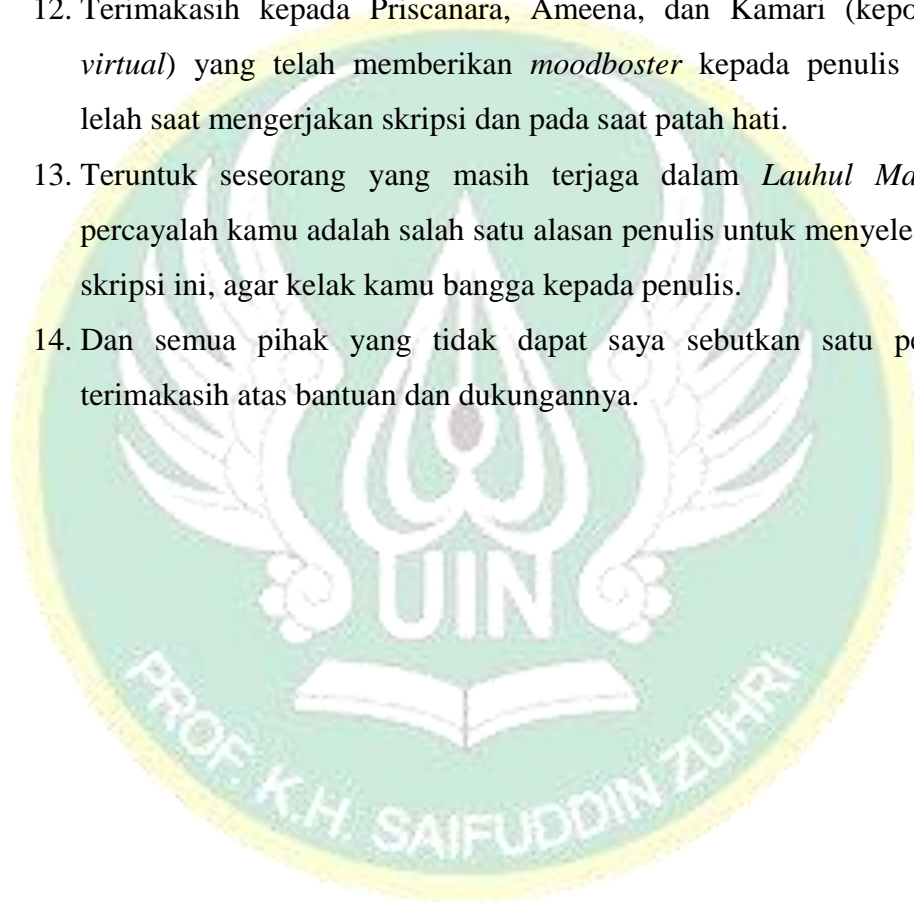 12. Terimakasih kepada Priscanara, Ameena, dan Kamari (kepo
virtual) yang telah memberikan moodboster kepada penulis
lelah saat mengerjakan skripsi dan pada saat patah hati.
13. Teruntuk seseorang yang masih terjaga dalam Lauhul Ma
percayalah kamu adalah salah satu alasan penulis untuk menyele
skripsi ini, agar kelak kamu bangga kepada penulis.
14. Dan semua pihak yang tidak dapat saya sebutkan satu pe
terimakasih atas bantuan dan dukungannya.
UIN
PROF. K.H. SAIFUDDIN ZUHRI